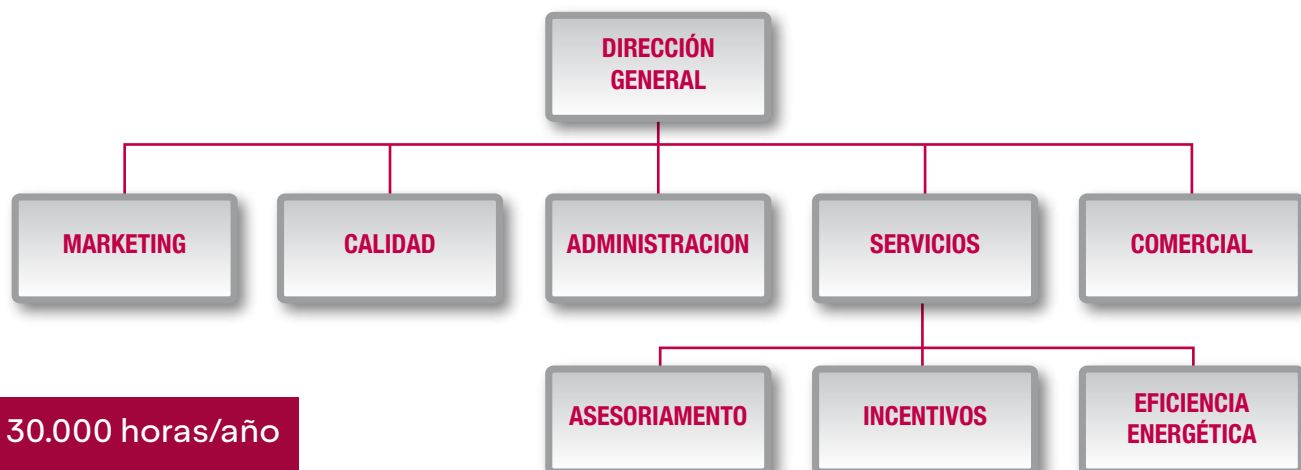 DIRECCIÓN
GENERAL
MARKETING
CALIDAD
ADMINISTRACION
SERVICIOS
COMERCIAL
ASESORIAMENTO
INCENTIVOS
EFICIENCIA
ENERGÉTICA
30.000 horas/año